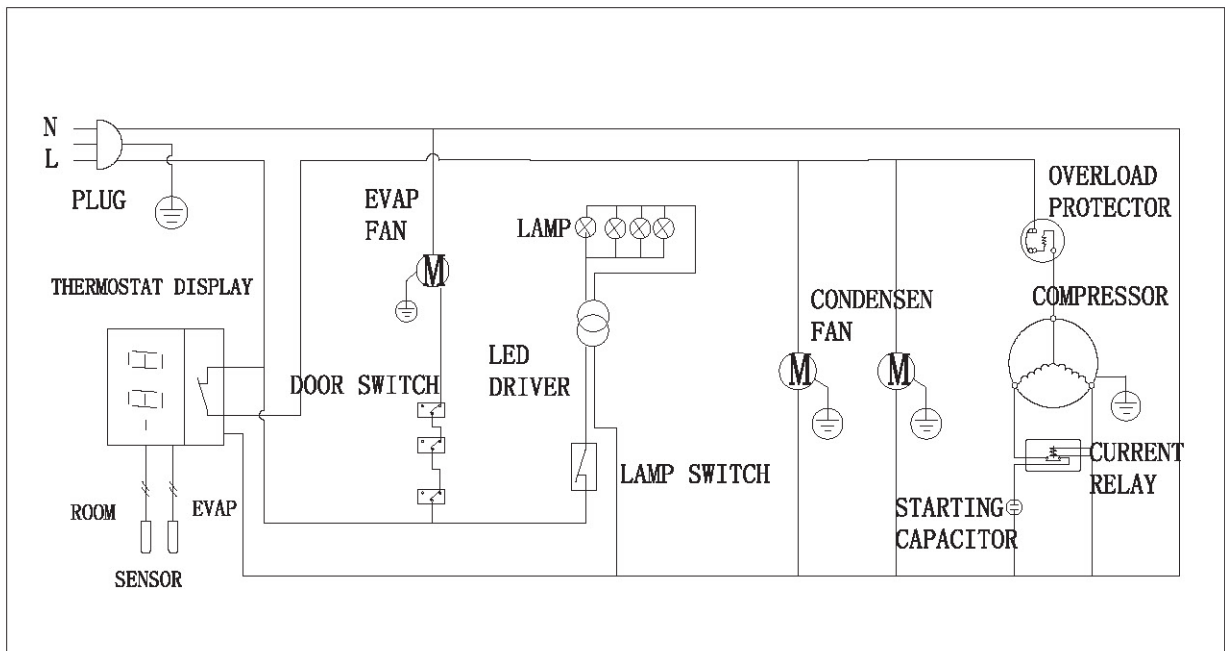 N
L
PLUG
EVAP
FAN
M
THERMOSTAT DISPLAY
DOOR SWITCH
ROOM
EVAP
SENSOR
LAMP
LED
DRIVER
LAMP SWITCH
CONDENSEN
FAN
M
M
OVERLOAD
PROTECTOR
COMPRESSOR
CURRENT
RELAY
STARTING
CAPACITOR